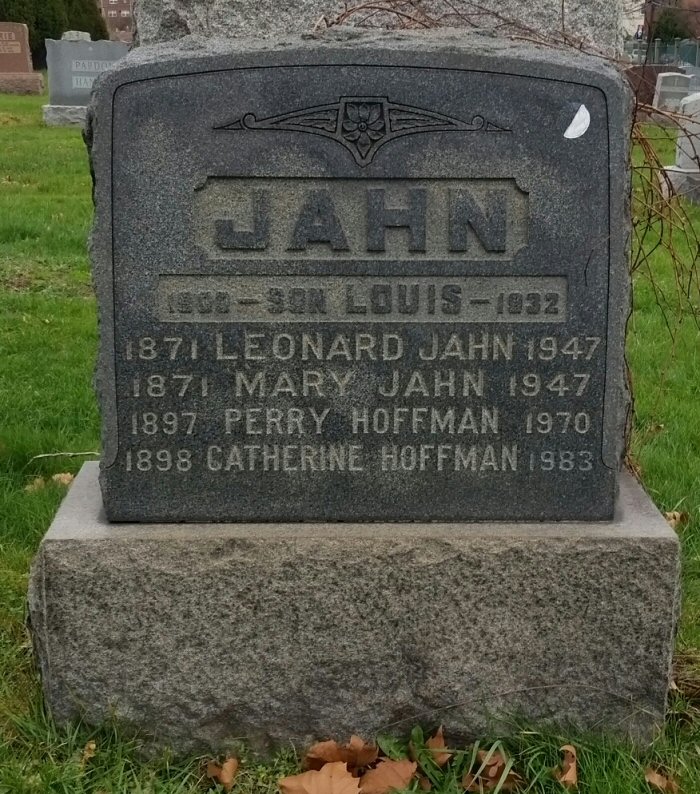 JAHN
SON LOUIS - 1932
1871 LEONARD JAHN 1947
1871 MARY JAHN 1947
1897 PERRY HOFFMAN 1970
1898 CATHERINE HOFFMAN 1983